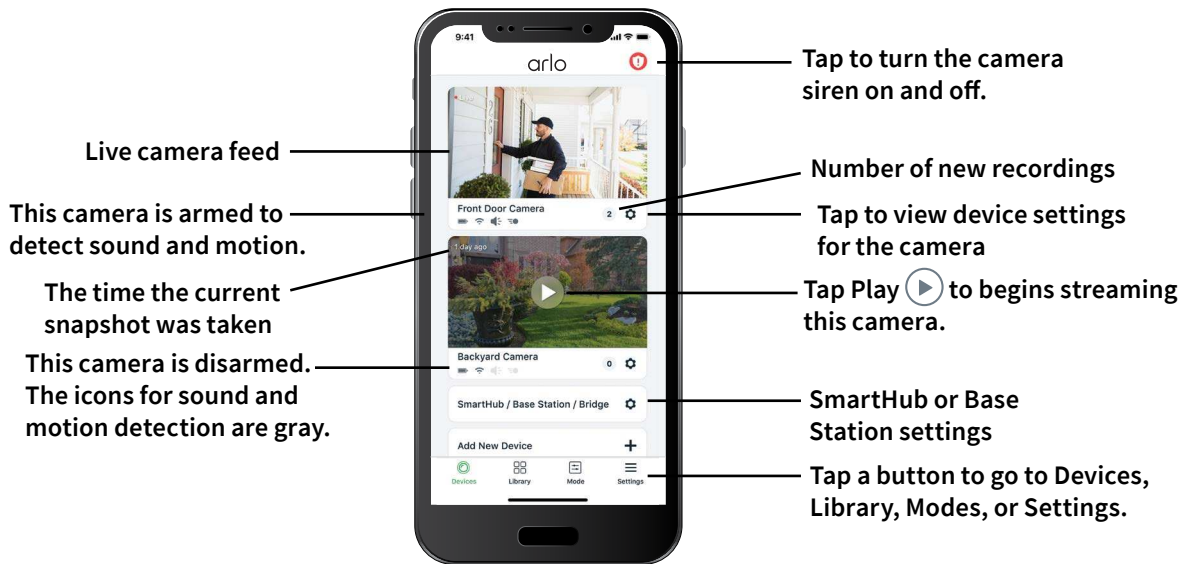 9:41
arlo
Tap to turn the camera
siren on and off.
Live camera feed
Number of new recordings
Front Door Camera
2
This camera is armed to
detect sound and motion.
Tap to view device settings
for the camera
1 day ago
The time the current
snapshot was taken
Tap Play to begins streaming
this camera.
Backyard Camera
0
This camera is disarmed.
The icons for sound and
motion detection are gray.
SmartHub / Base Station / Bridge
SmartHub or Base
Station settings
Add New Device
Devices
Library
Mode
Settings
Tap a button to go to Devices,
Library, Modes, or Settings.